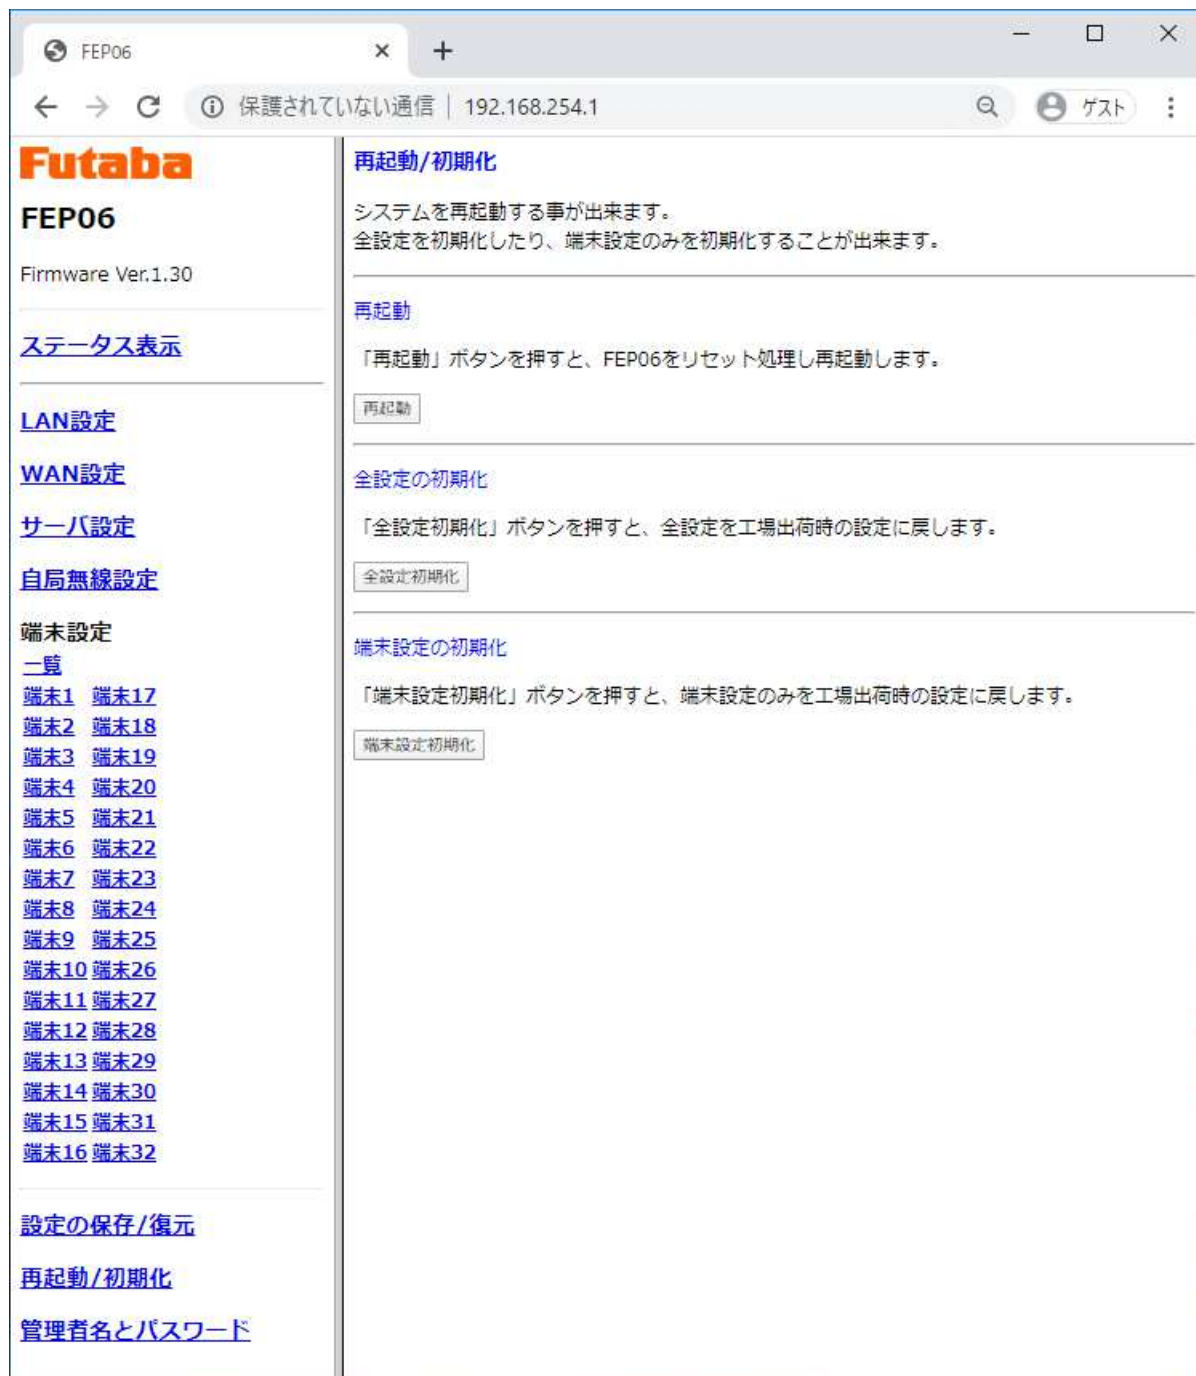 FEP06
保護されていない通信 | 192.168.254.1
ゲスト
Futaba
FEP06
Firmware Ver.1.30
ステータス表示
LAN設定
WAN設定
サーバ設定
自局無線設定
端末設定
一覧
端末1 端末17
端末2 端末18
端末3 端末19
端末4 端末20
端末5 端末21
端末6 端末22
端末7 端末23
端末8 端末24
端末9 端末25
端末10 端末26
端末11 端末27
端末12 端末28
端末13 端末29
端末14 端末30
端末15 端末31
端末16 端末32
設定の保存/復元
再起動/初期化
管理者名とパスワード
再起動/初期化
システムを再起動する事が出来ます。
全設定を初期化したり、端末設定のみを初期化することが出来ます。
再起動
「再起動」ボタンを押すと、FEP06をリセット処理し再起動します。
再起動
全設定の初期化
「全設定初期化」ボタンを押すと、全設定を工場出荷時の設定に戻します。
全設定初期化
端末設定の初期化
「端末設定初期化」ボタンを押すと、端末設定のみを工場出荷時の設定に戻します。
端末設定初期化